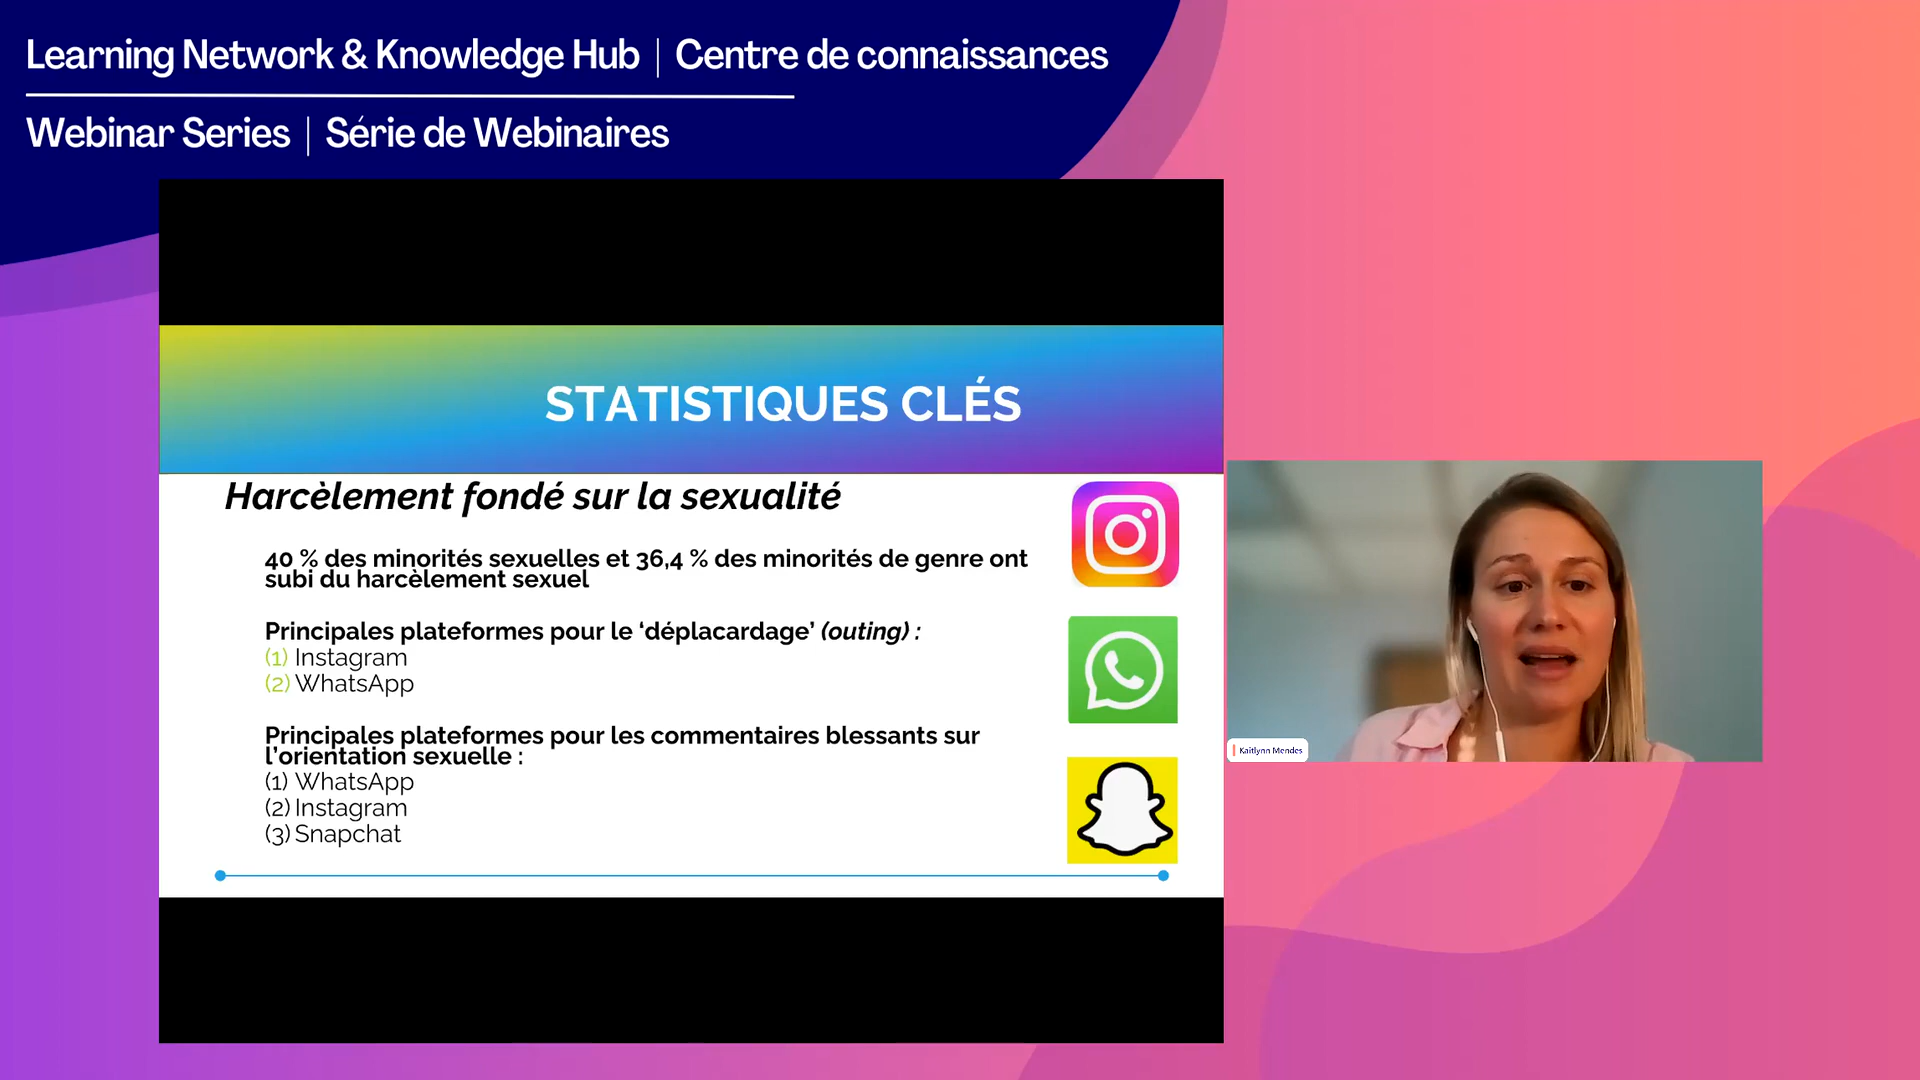 Learning Network & Knowledge Hub | Centre de connaissances
Webinar Series | Série de Webinaires
STATISTIQUES CLÉS
Harcèlement fondé sur la sexualité
40 % des minorités sexuelles et 36,4 % des minorités de genre ont
subi du harcèlement sexuel
Principales plateformes pour le ‘déplacardage’ (outing) :
(1) Instagram
(2) WhatsApp
Principales plateformes pour les commentaires blessants sur
l’orientation sexuelle :
(1) WhatsApp
(2) Instagram
(3) Snapchat
Kaitlynn Mendes